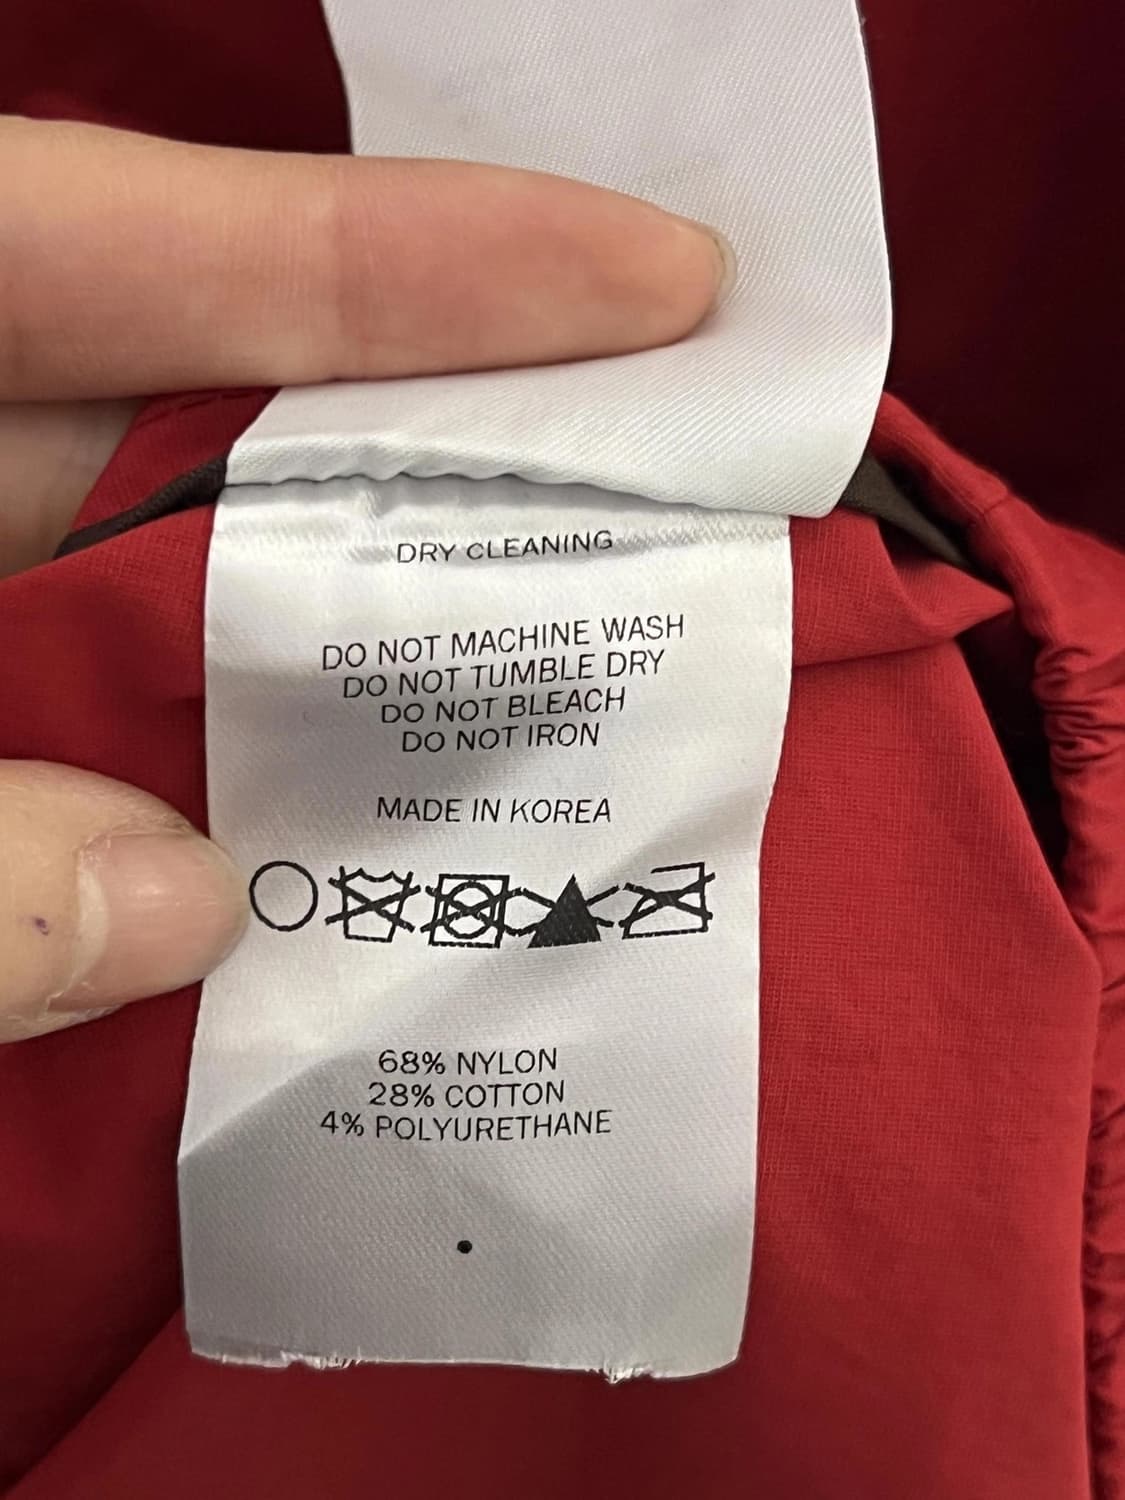 DRY CLEANING
DO NOT MACHINE WASH
DO NOT TUMBLE DRY
DO NOT BLEACH
DO NOT IRON
MADE IN KOREA
68% NYLON
28% COTTON
4% POLYURETHANE